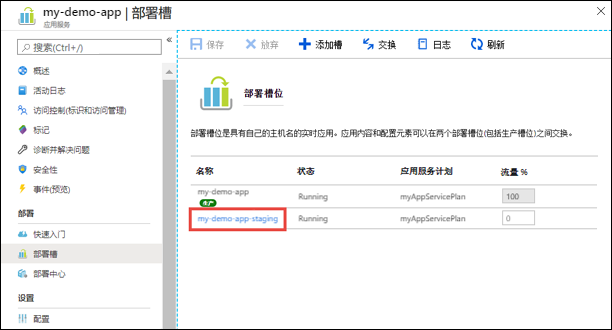 my-demo-app | 部署槽
应用服务
搜索(Ctrl+/)
概述
活动日志
访问控制(标识和访问管理)
标记
诊断并解决问题
安全性
事件(预览)
部署
快速入门
部署槽
部署中心
设置
配置
保存 放弃 添加槽 交换 日志 刷新
部署槽位
部署槽位是具有自己的主机名的实时应用。应用内容和配置元素可以在两个部署槽位(包括生产槽位)之间交换。
名称 状态 应用服务计划 流量 %
my-demo-app Running myAppServicePlan 100
生产
my-demo-app-staging Running myAppServicePlan 0